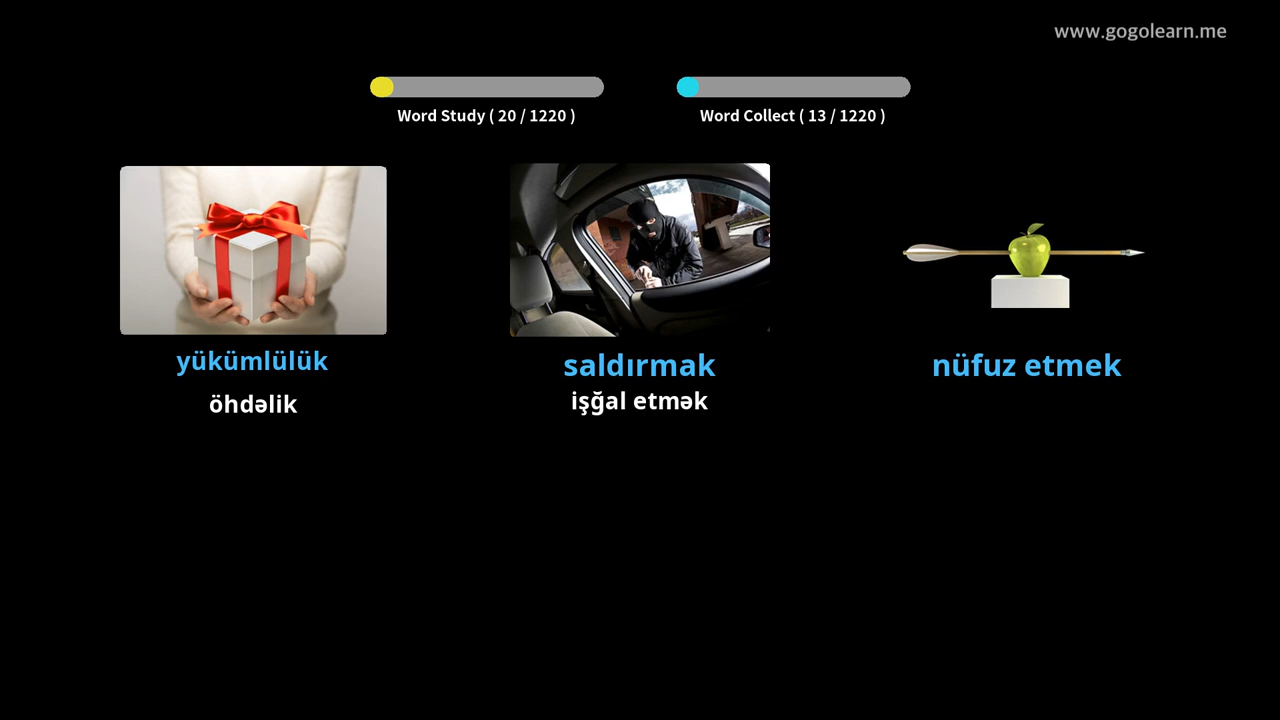 www.gogolearn.me
Word Study ( 20 / 1220 )
Word Collect ( 13 / 1220 )
yükümlülük
öhdəlik
saldırmak
işğal etmək
nüfuz etmek